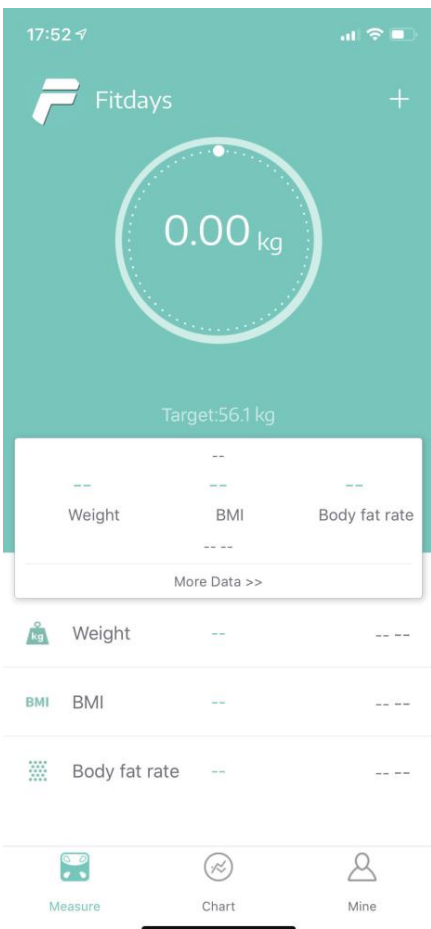 17:52
Fitdays
+
0.00 kg
Target:56.1 kg
--
-- -- --
Weight BMI Body fat rate
-- --
More Data >>
kg Weight -- -- --
BMI BMI -- -- --
Body fat rate --
Measure Chart Mine